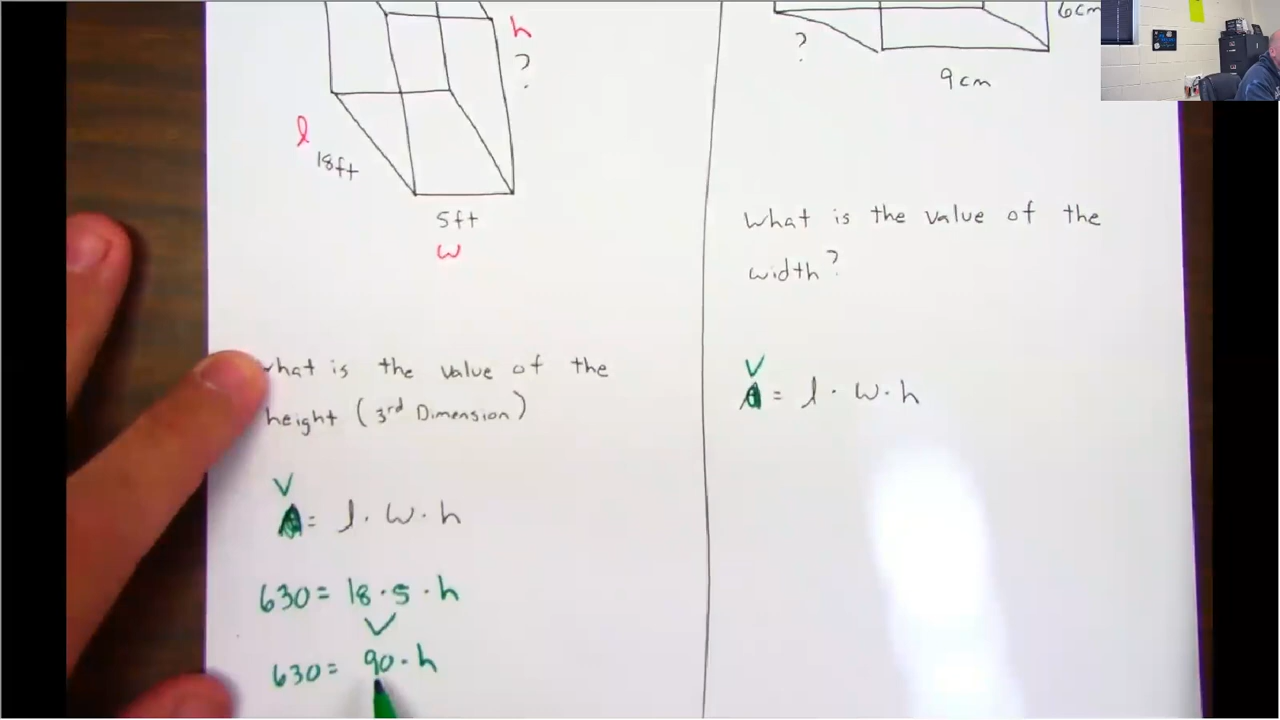 h
?
l
18ft
5ft
w
What is the value of the
height (3rd Dimension)
V
= l · w · h
630 = 18 · 5 · h
630 = 90 · h
6cm
?
9cm
What is the value of the
width?
V
= l · w · h